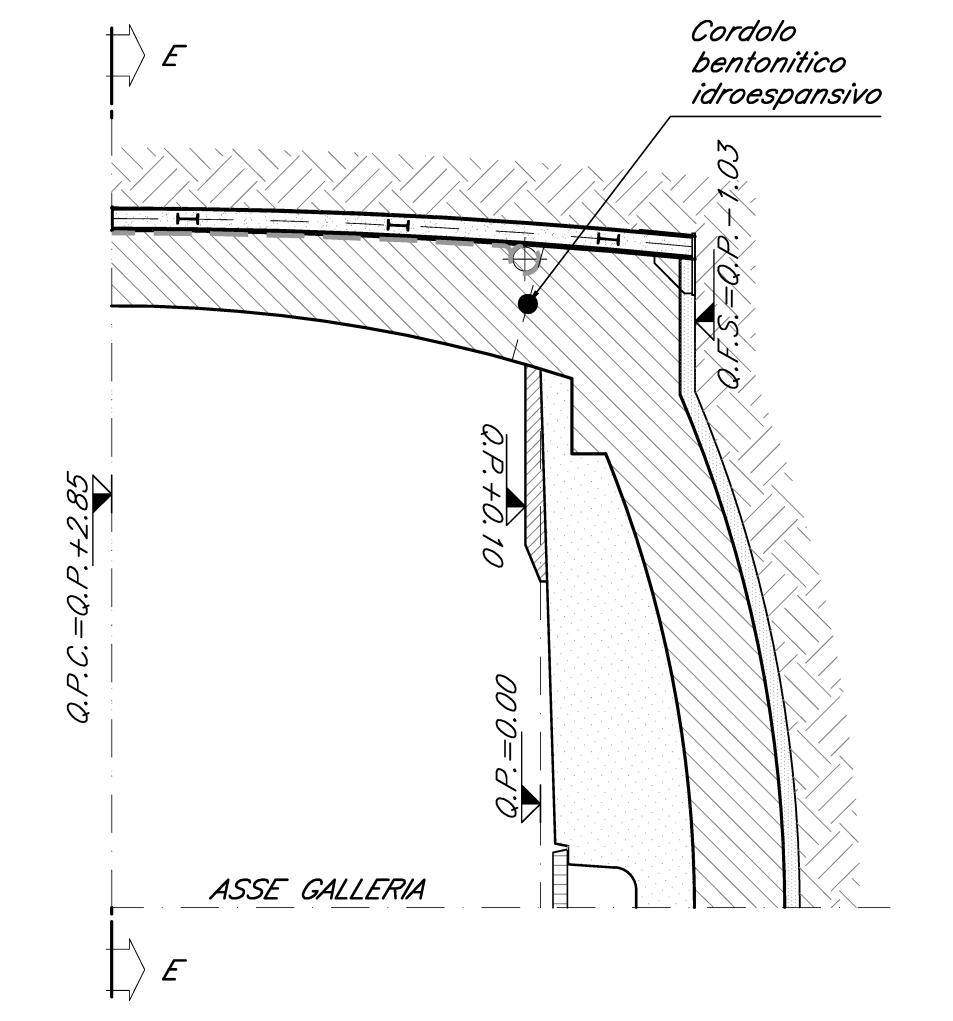 E
Cordolo
bentonitico
idroespansivo
Q.F.S.=Q.P.-1.03
Q.P.+0.10
Q.P.C.=Q.P.+2.85
Q.P.=0.00
ASSE GALLERIA
E